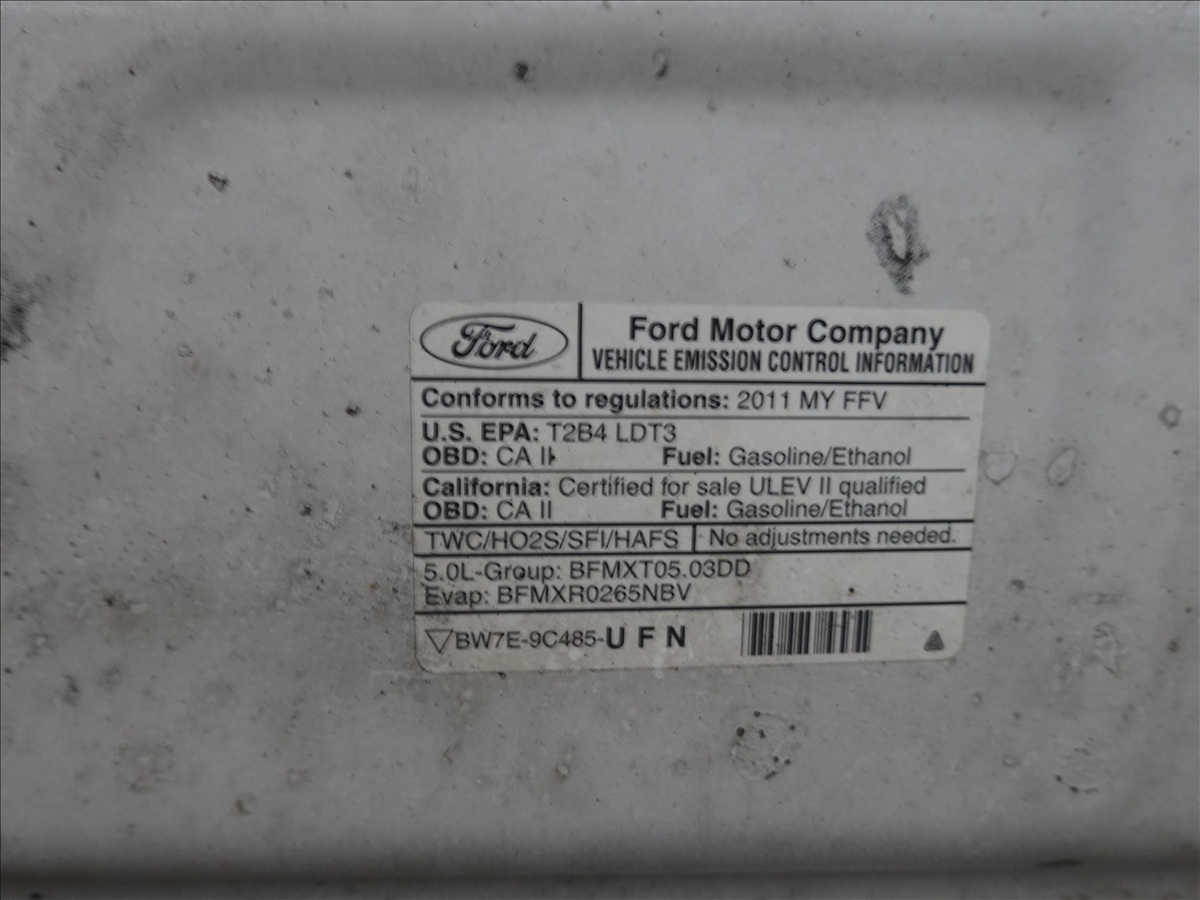 Ford
Ford Motor Company
VEHICLE EMISSION CONTROL INFORMATION
Conforms to regulations: 2011 MY FFV
U.S. EPA: T2B4 LDT3
OBD: CA II Fuel: Gasoline/Ethanol
California: Certified for sale ULEV II qualified
OBD: CA II Fuel: Gasoline/Ethanol
TWC/HO2S/SFI/HAFS No adjustments needed.
5.0L-Group: BFMXT05.03DD
Evap: BFMXR0265NBV
BW7E-9C485-U F N